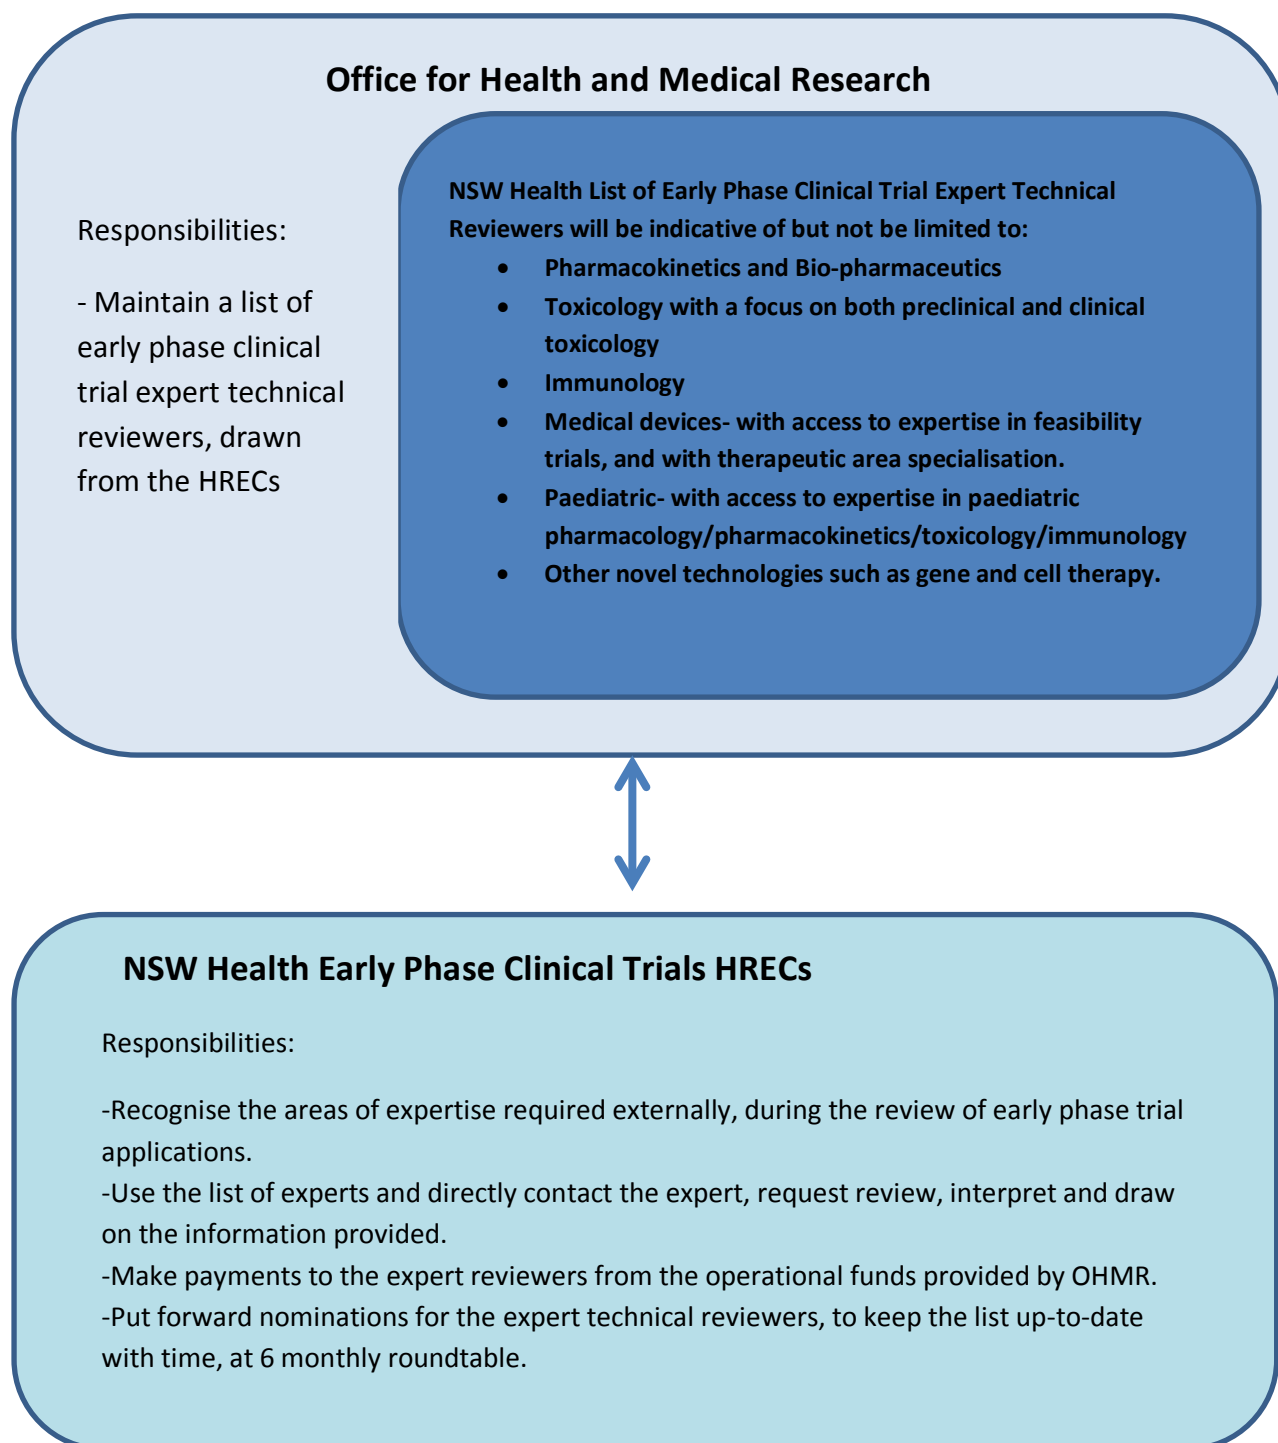 Office for Health and Medical Research
Responsibilities:
- Maintain a list of
early phase clinical
trial expert technical
reviewers, drawn
from the HRECs
NSW Health List of Early Phase Clinical Trial Expert Technical
Reviewers will be indicative of but not be limited to:
• Pharmacokinetics and Bio-pharmaceutics
• Toxicology with a focus on both preclinical and clinical
toxicology
• Immunology
• Medical devices- with access to expertise in feasibility
trials, and with therapeutic area specialisation.
• Paediatric- with access to expertise in paediatric
pharmacology/pharmacokinetics/toxicology/immunology
• Other novel technologies such as gene and cell therapy.
NSW Health Early Phase Clinical Trials HRECs
Responsibilities:
-Recognise the areas of expertise required externally, during the review of early phase trial
applications.
-Use the list of experts and directly contact the expert, request review, interpret and draw
on the information provided.
-Make payments to the expert reviewers from the operational funds provided by OHMR.
-Put forward nominations for the expert technical reviewers, to keep the list up-to-date
with time, at 6 monthly roundtable.